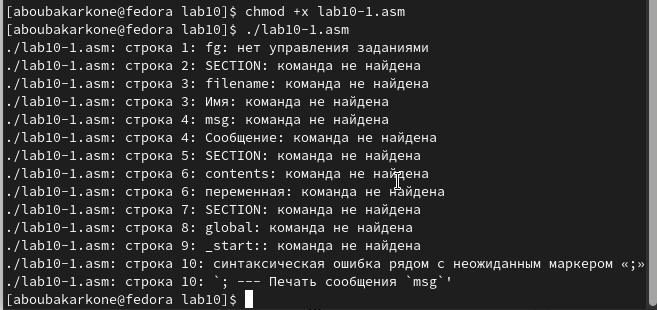 [aboubakarkone@fedora lab10]$ chmod +x lab10-1.asm
[aboubakarkone@fedora lab10]$ ./lab10-1.asm
./lab10-1.asm: строка 1: fg: нет управления заданиями
./lab10-1.asm: строка 2: SECTION: команда не найдена
./lab10-1.asm: строка 3: filename: команда не найдена
./lab10-1.asm: строка 3: Имя: команда не найдена
./lab10-1.asm: строка 4: msg: команда не найдена
./lab10-1.asm: строка 4: Сообщение: команда не найдена
./lab10-1.asm: строка 5: SECTION: команда не найдена
./lab10-1.asm: строка 6: contents: команда не найдена
./lab10-1.asm: строка 6: переменная: команда не найдена
./lab10-1.asm: строка 7: SECTION: команда не найдена
./lab10-1.asm: строка 8: global: команда не найдена
./lab10-1.asm: строка 9: _start:: команда не найдена
./lab10-1.asm: строка 10: синтаксическая ошибка рядом с неожиданным маркером «;»
./lab10-1.asm: строка 10: `; --- Печать сообщения `msg`'
[aboubakarkone@fedora lab10]$